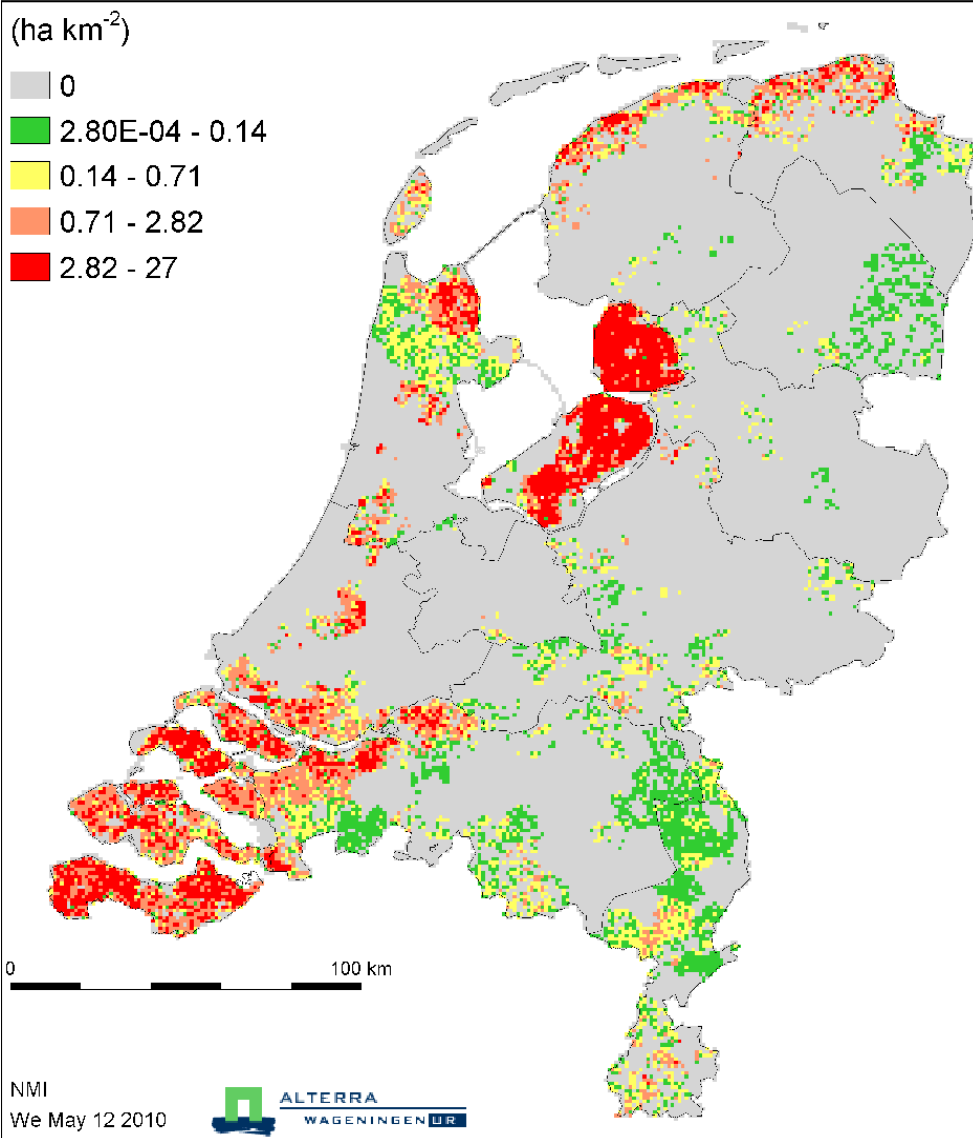 (ha km-2)
0
2.80E-04 - 0.14
0.14 - 0.71
0.71 - 2.82
2.82 - 27
0 100 km
NMI
We May 12 2010
ALTERRA
WAGENINGEN UR